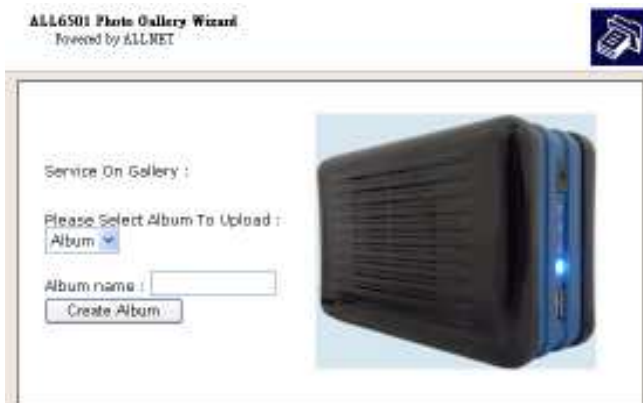 ALL6501 Photo Gallery Wizard
Powered by ALLNET
Service On Gallery :
Please Select Album To Upload :
Album
Album name :
Create Album